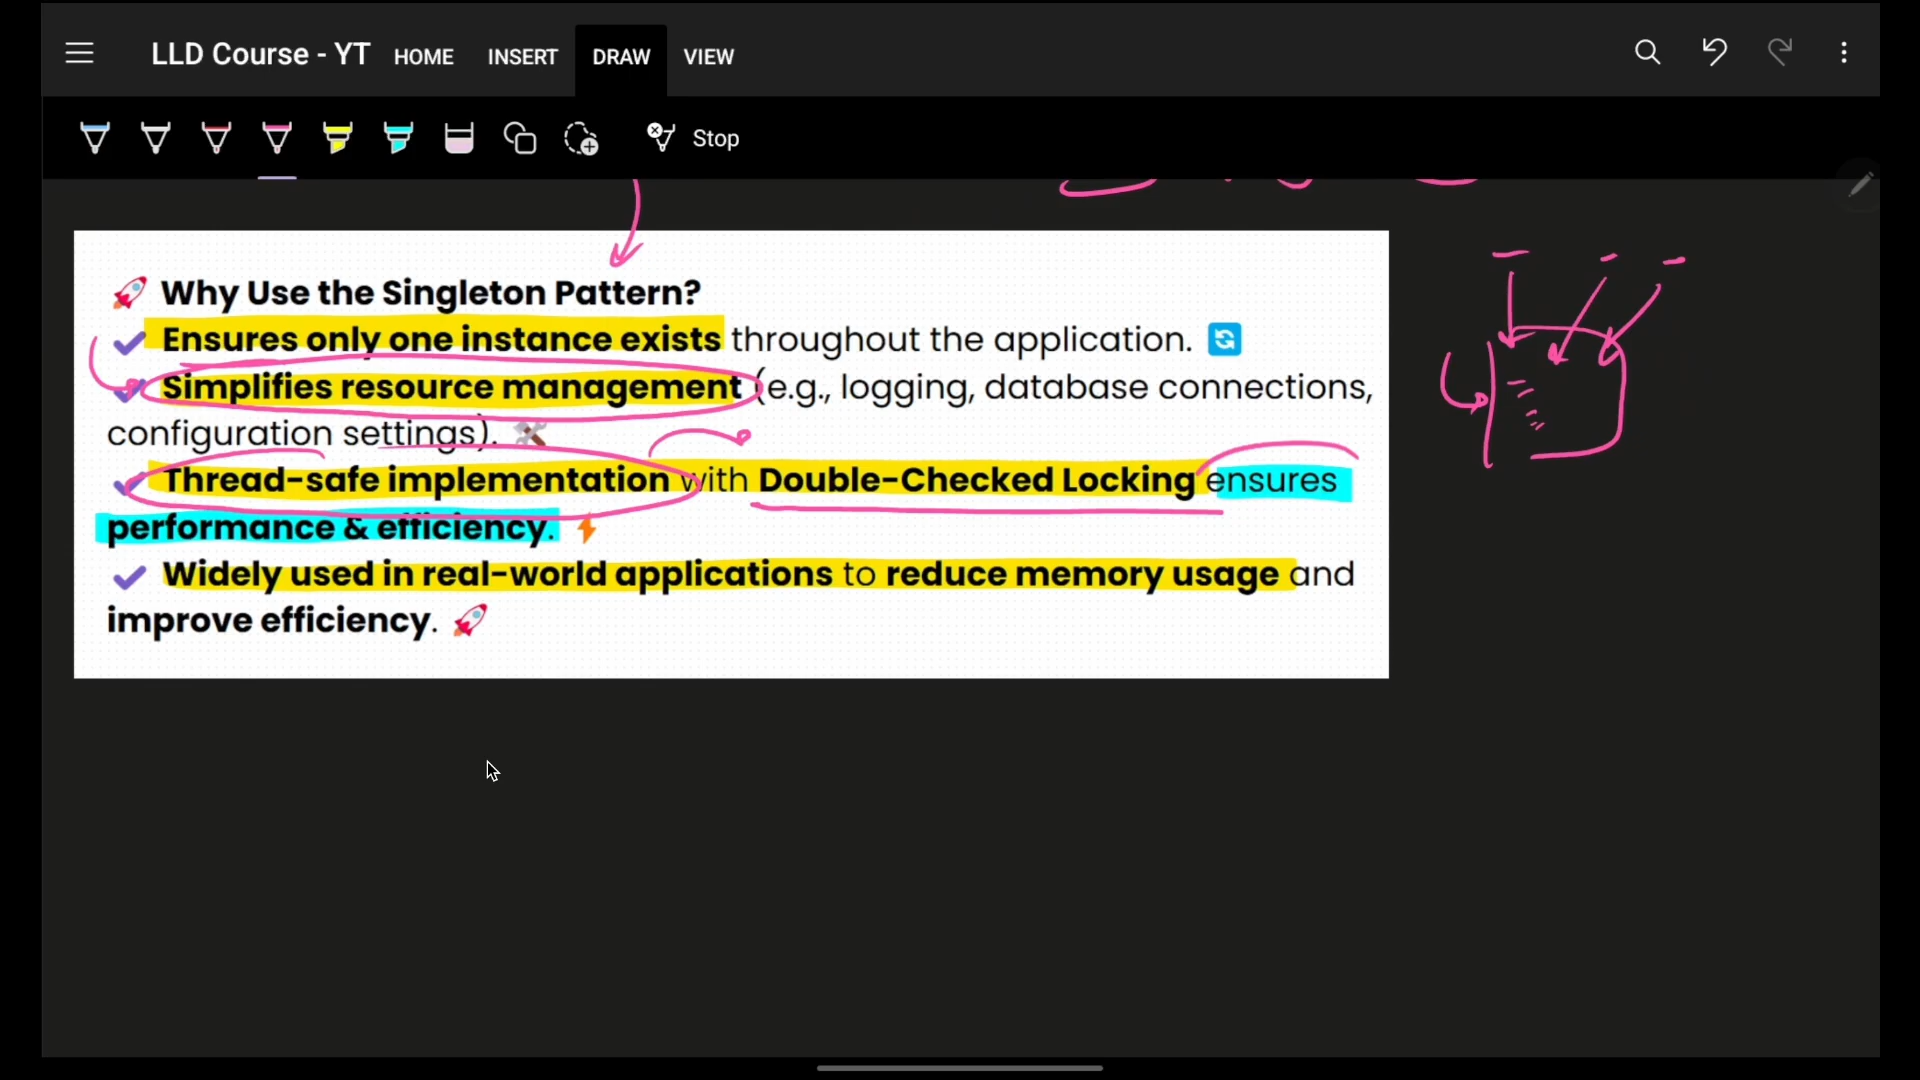 LLD Course - YT HOME INSERT DRAW VIEW
Stop
🚀 Why Use the Singleton Pattern?
✔ Ensures only one instance exists throughout the application. 🔄
✔ Simplifies resource management (e.g., logging, database connections,
configuration settings). 🛠
✔ Thread-safe implementation with Double-Checked Locking ensures
performance & efficiency. ⚡
✔ Widely used in real-world applications to reduce memory usage and
improve efficiency. 🚀